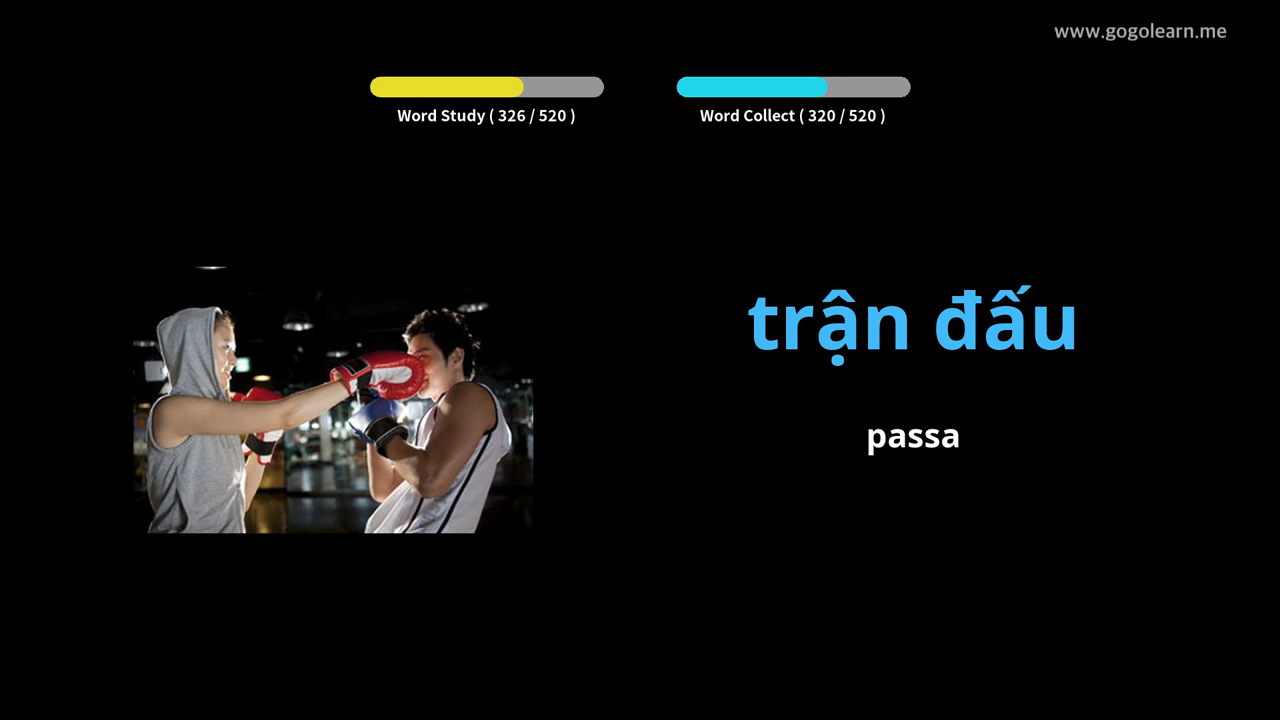 www.gogolearn.me
Word Study ( 326 / 520 )
Word Collect ( 320 / 520 )
trận đấu
passa